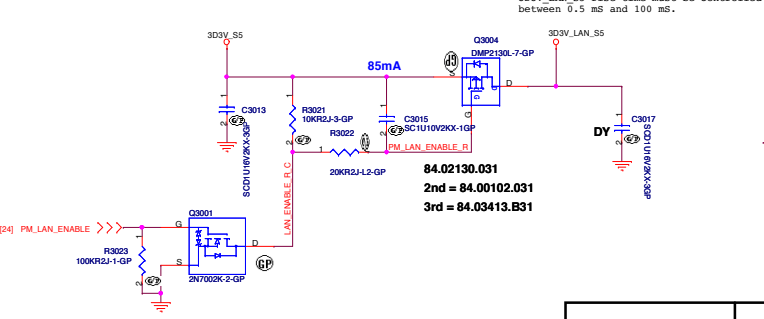 between 0.5 mS and 100 mS.
3D3V_S5
Q3004
DMP2130L-7-GP
3D3V_LAN_S5
85mA
GP
S
D
G
1
C3013
2
SCD1U16V2KX-3GP
1
R3021
10KR2J-3-GP
2
R3022
1
2
20KR2J-L2-GP
1
C3015
SC1U10V2KX-1GP
2
PM_LAN_ENABLE_R
1
C3017
DY
2
SCD1U16V2KX-3GP
84.02130.031
2nd = 84.00102.031
3rd = 84.03413.B31
LAN_ENABLE_R_C
[24] PM_LAN_ENABLE
Q3001
G
D
S
GP
2N7002K-2-GP
1
R3023
100KR2J-1-GP
2